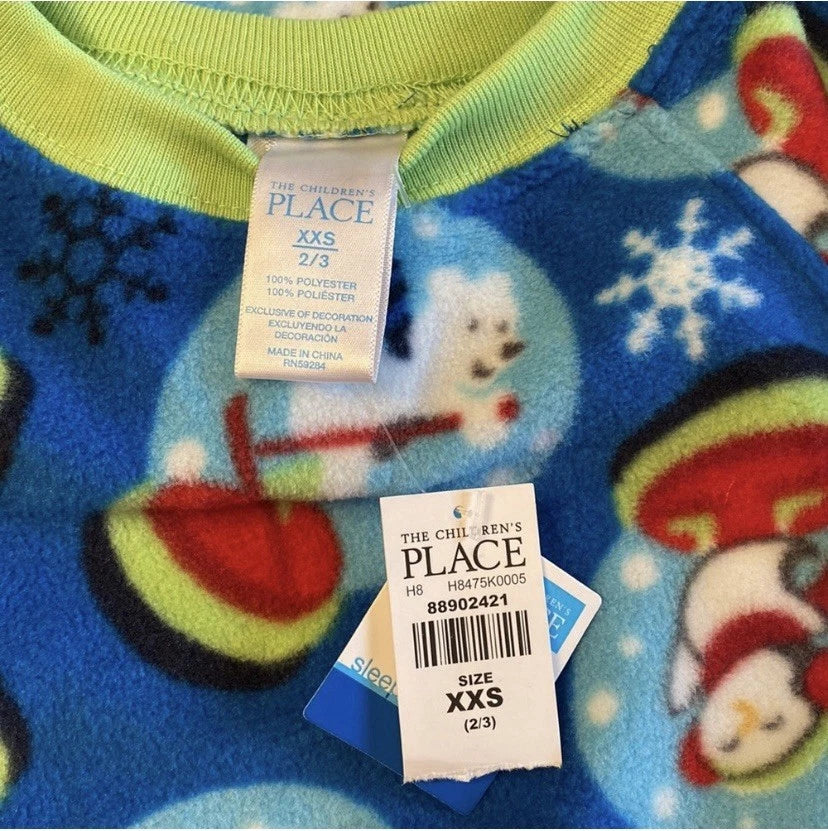 THE CHILDREN'S
PLACE
XXS
2/3
100% POLYESTER
100% POLIÉSTER
EXCLUSIVE OF DECORATION
EXCLUYENDO LA
DECORACIÓN
MADE IN CHINA
RN59284
THE CHILDREN'S
PLACE
H8 H8475K0005
88902421
SIZE
XXS
(2/3)
sleep